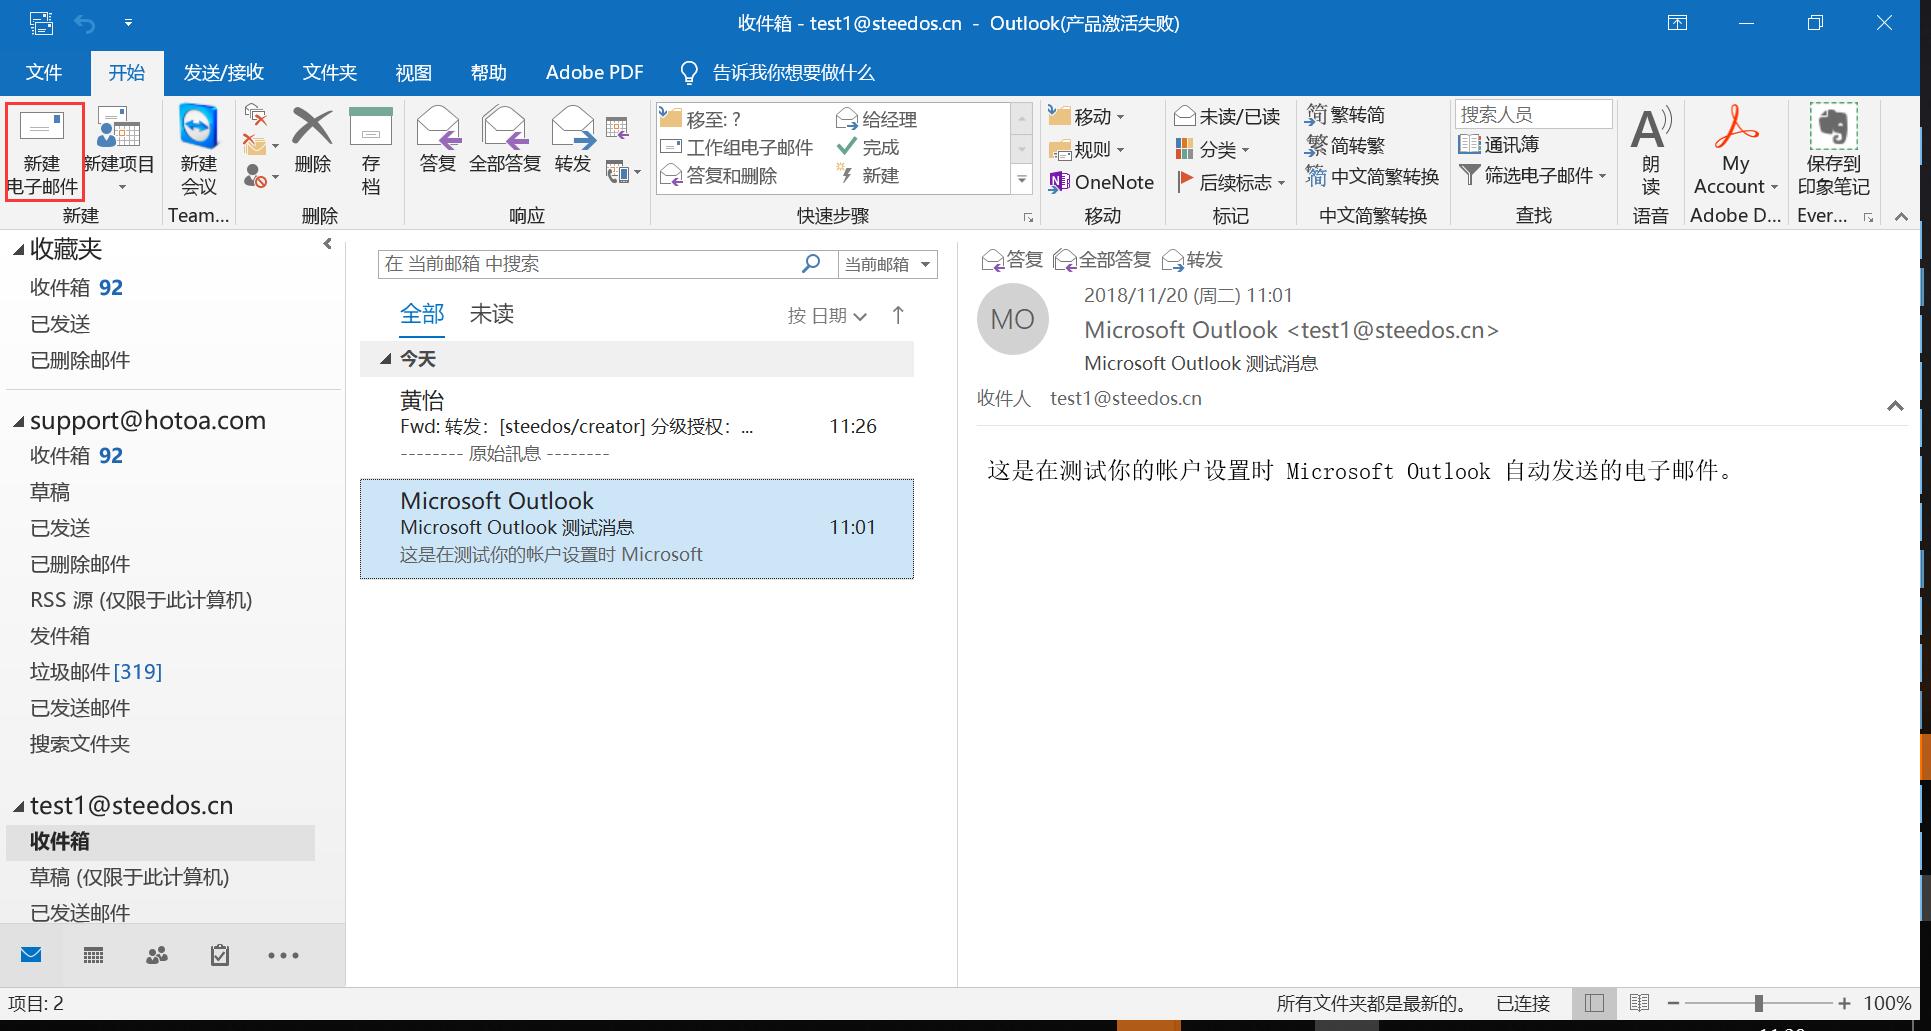 收件箱 - test1@steedos.cn - Outlook(产品激活失败)
文件 开始 发送/接收 文件夹 视图 帮助 Adobe PDF 告诉我你想要做什么
新建
电子邮件
新建项目
新建
新建
会议
Team...
删除
存
档
删除
答复 全部答复 转发
响应
移至: ? 给经理
工作组电子邮件 完成
答复和删除 新建
快速步骤
移动
规则
OneNote
移动
未读/已读
分类
后续标志
标记
简 繁转简
繁 简转繁
简 中文简繁转换
中文简繁转换
搜索人员
通讯簿
筛选电子邮件
查找
A
朗
读
语音
My
Account
Adobe D...
保存到
印象笔记
Ever...
收藏夹
收件箱 92
已发送
已删除邮件
support@hotoa.com
收件箱 92
草稿
已发送
已删除邮件
RSS 源 (仅限于此计算机)
发件箱
垃圾邮件 [319]
已发送邮件
搜索文件夹
test1@steedos.cn
收件箱
草稿 (仅限于此计算机)
已发送邮件
在 当前邮箱 中搜索 当前邮箱
全部 未读 按 日期 ↑
今天
黄怡
Fwd: 转发：[steedos/creator] 分级授权：... 11:26
-------- 原始訊息 --------
Microsoft Outlook
Microsoft Outlook 测试消息 11:01
这是在测试你的帐户设置时 Microsoft
答复 全部答复 转发
2018/11/20 (周二) 11:01
MO
Microsoft Outlook <test1@steedos.cn>
Microsoft Outlook 测试消息
收件人 test1@steedos.cn
这是在测试你的帐户设置时 Microsoft Outlook 自动发送的电子邮件。
项目: 2 所有文件夹都是最新的。 已连接 100%